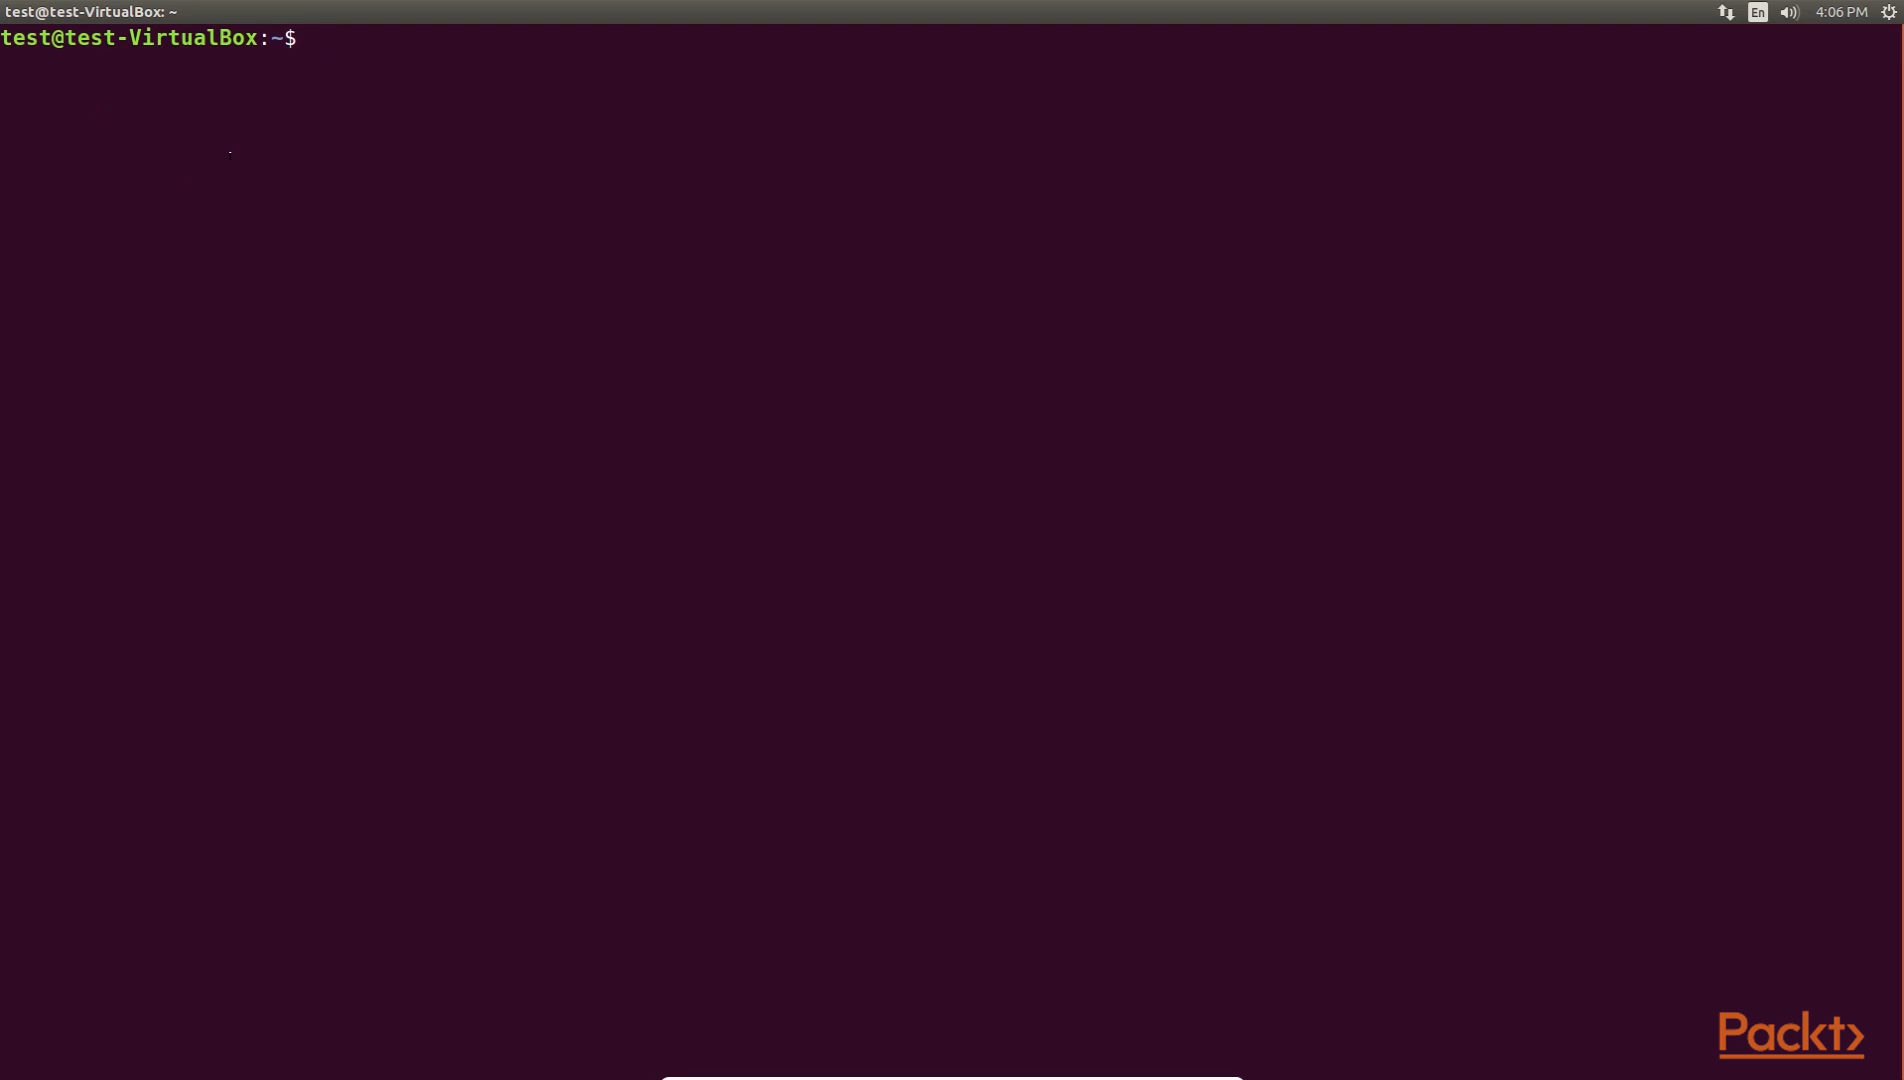 test@test-VirtualBox: ~
En
4:06 PM
test@test-VirtualBox:~$
Packt